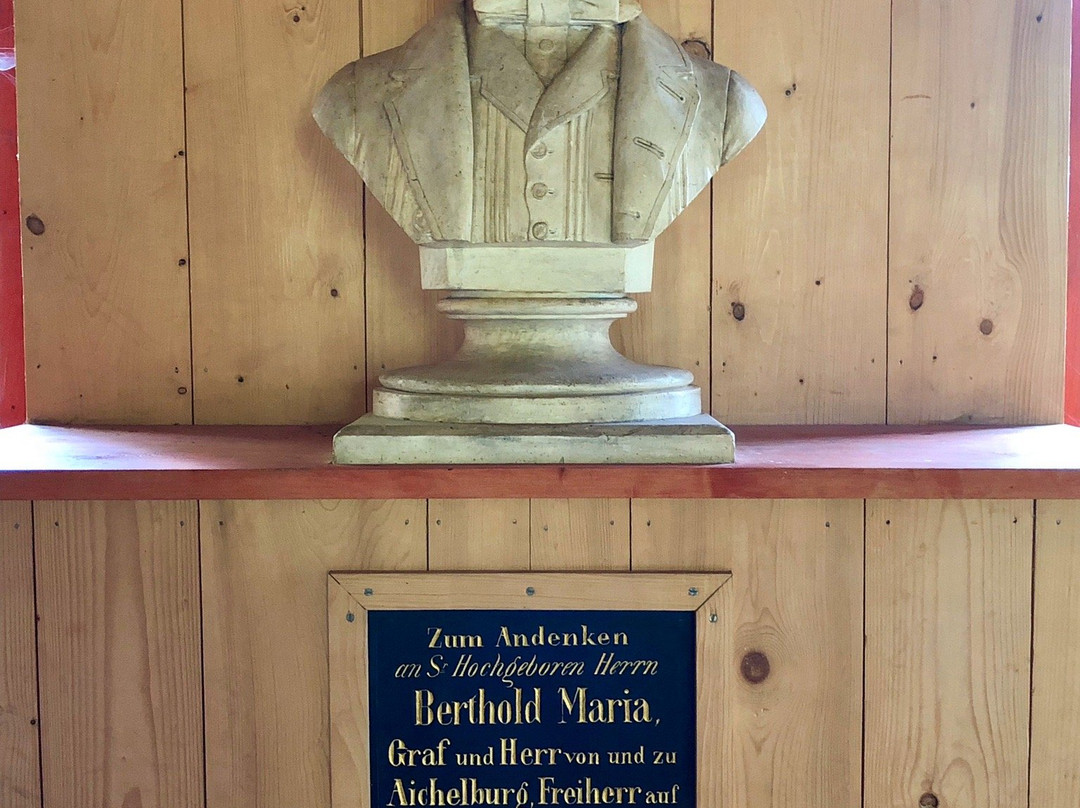 Zum Andenken
an Sr Hochgeboren Herrn
Berthold Maria,
Graf und Herr von und zu
Aichelburg, Freiherr auf